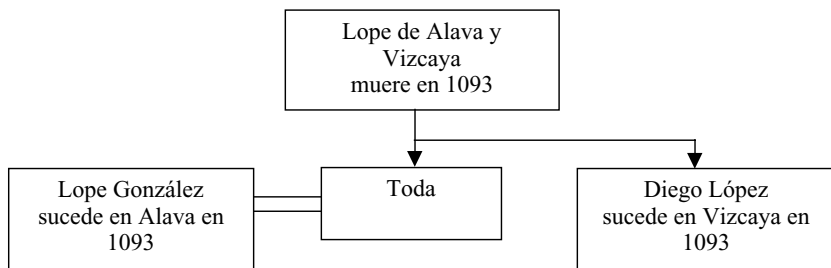 Lope de Alava y
Vizcaya
muere en 1093
Lope González
sucede en Alava en
1093
Toda
Diego López
sucede en Vizcaya en
1093